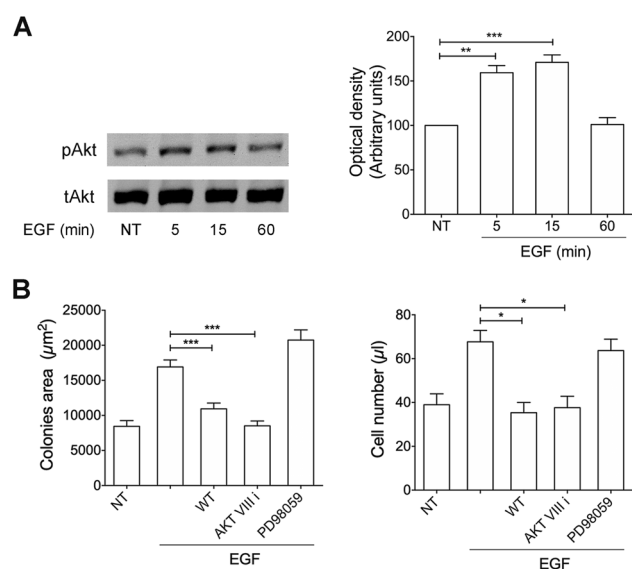 A
pAkt
tAkt
EGF (min) NT 5 15 60
Optical density
(Arbitrary units)
200
150
100
50
0
***
**
NT 5 15 60
EGF (min)
B
Colonies area (µm2)
25000
20000
15000
10000
5000
0
***
***
NT
WT
AKT VIII i
PD98059
EGF
Cell number (µl)
80
60
40
20
0
*
*
NT
WT
AKT VIII i
PD98059
EGF